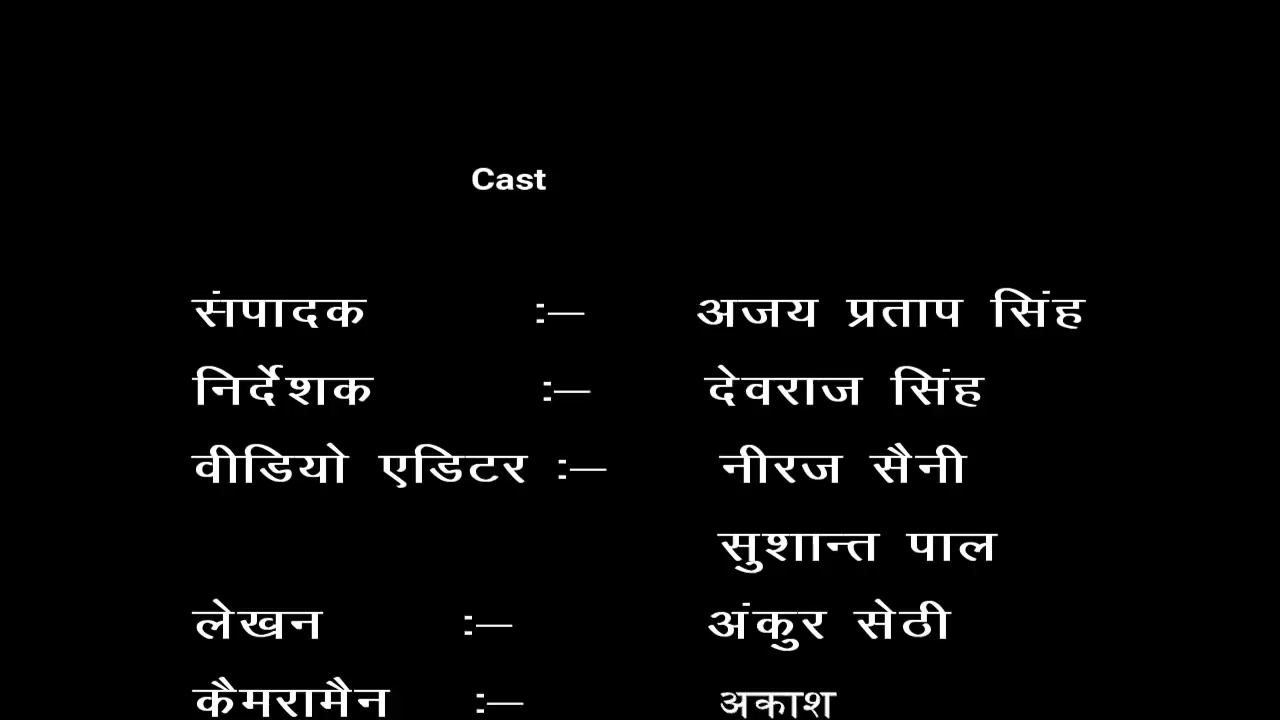 Cast
संपादक :— अजय प्रताप सिंह
निर्देशक :— देवराज सिंह
वीडियो एडिटर :— नीरज सैनी
सुशान्त पाल
लेखन :— अंकुर सेठी
कैमरामैन :— अकाश